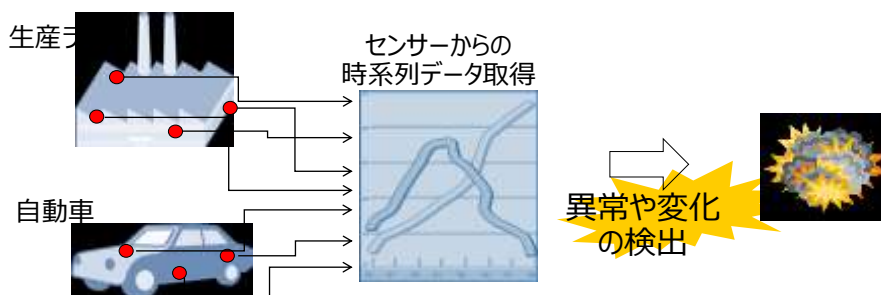 生産ラ
センサーからの
時系列データ取得
自動車
異常や変化
の検出